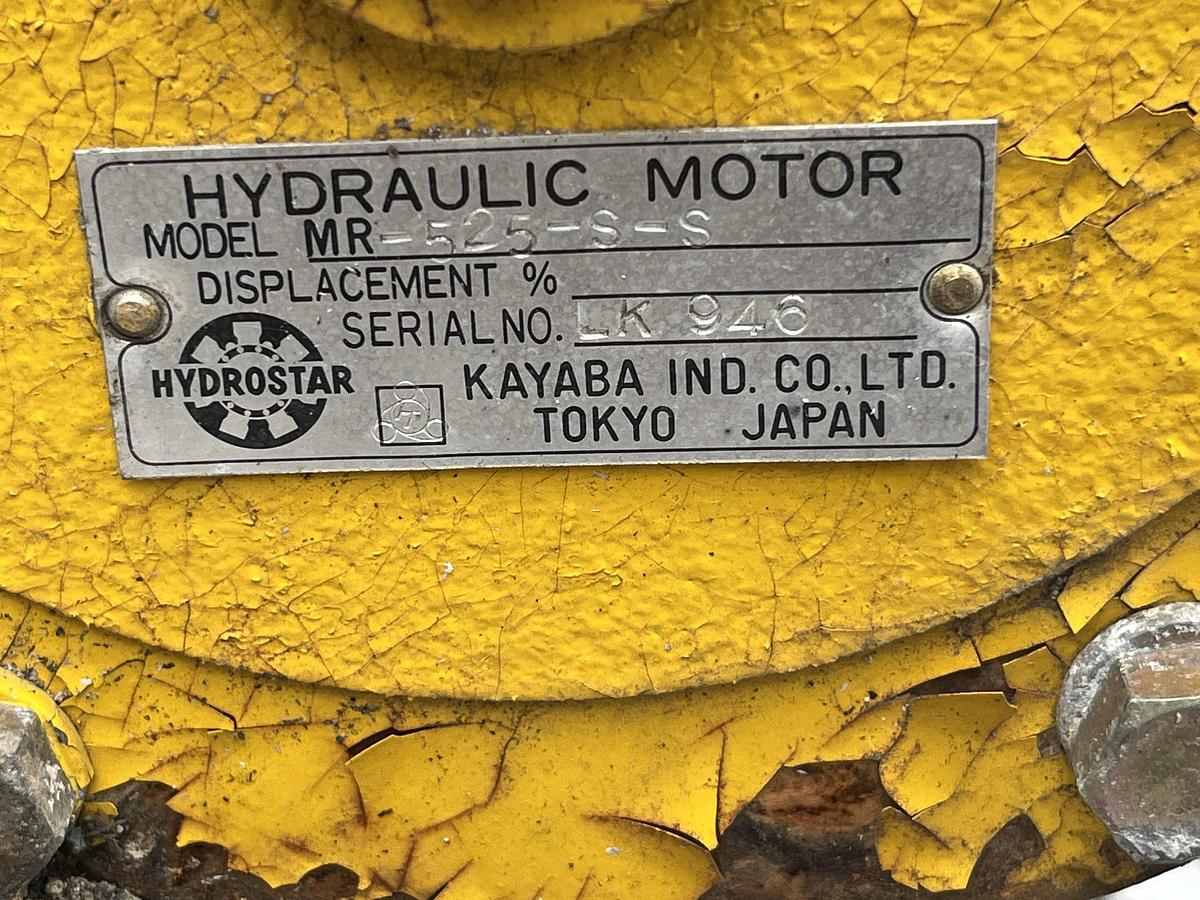 HYDRAULIC MOTOR
MODEL MR-525-S-S
DISPLACEMENT %
SERIAL NO. LK 946
HYDROSTAR
KAYABA IND. CO., LTD.
TOKYO JAPAN